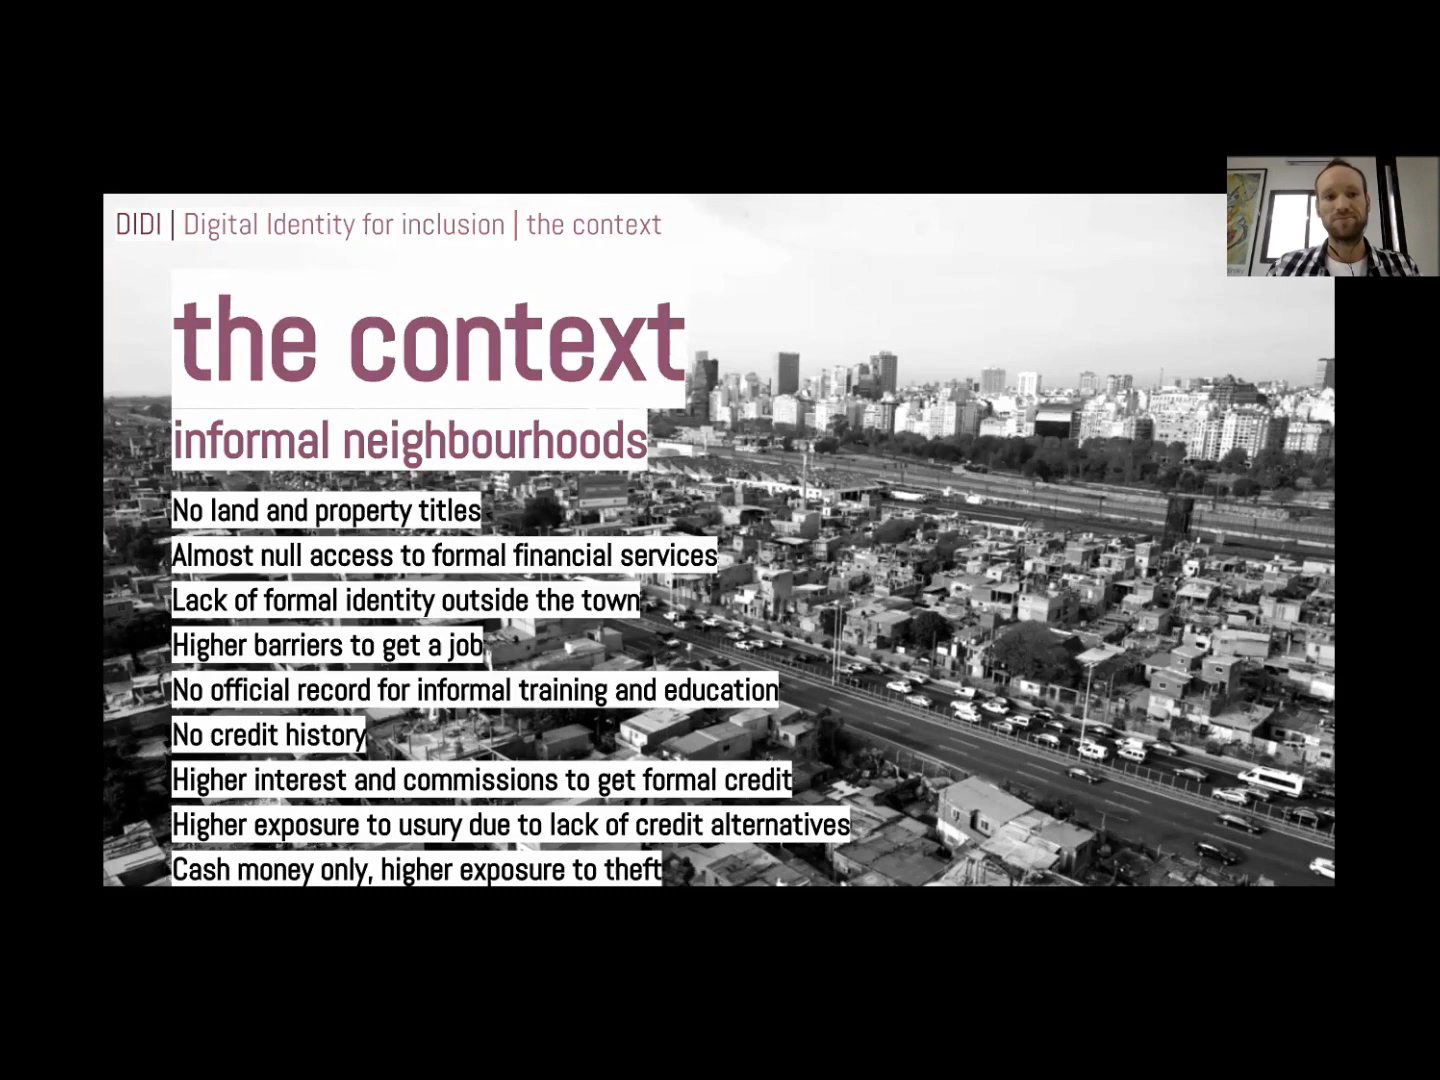 DIDI | Digital Identity for inclusion | the context
the context
informal neighbourhoods
No land and property titles
Almost null access to formal financial services
Lack of formal identity outside the town
Higher barriers to get a job
No official record for informal training and education
No credit history
Higher interest and commissions to get formal credit
Higher exposure to usury due to lack of credit alternatives
Cash money only, higher exposure to theft